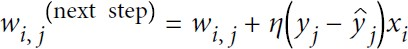 w_{i, j}^{(next step)} = w_{i, j} + η(y_j − ŷ_j)x_i